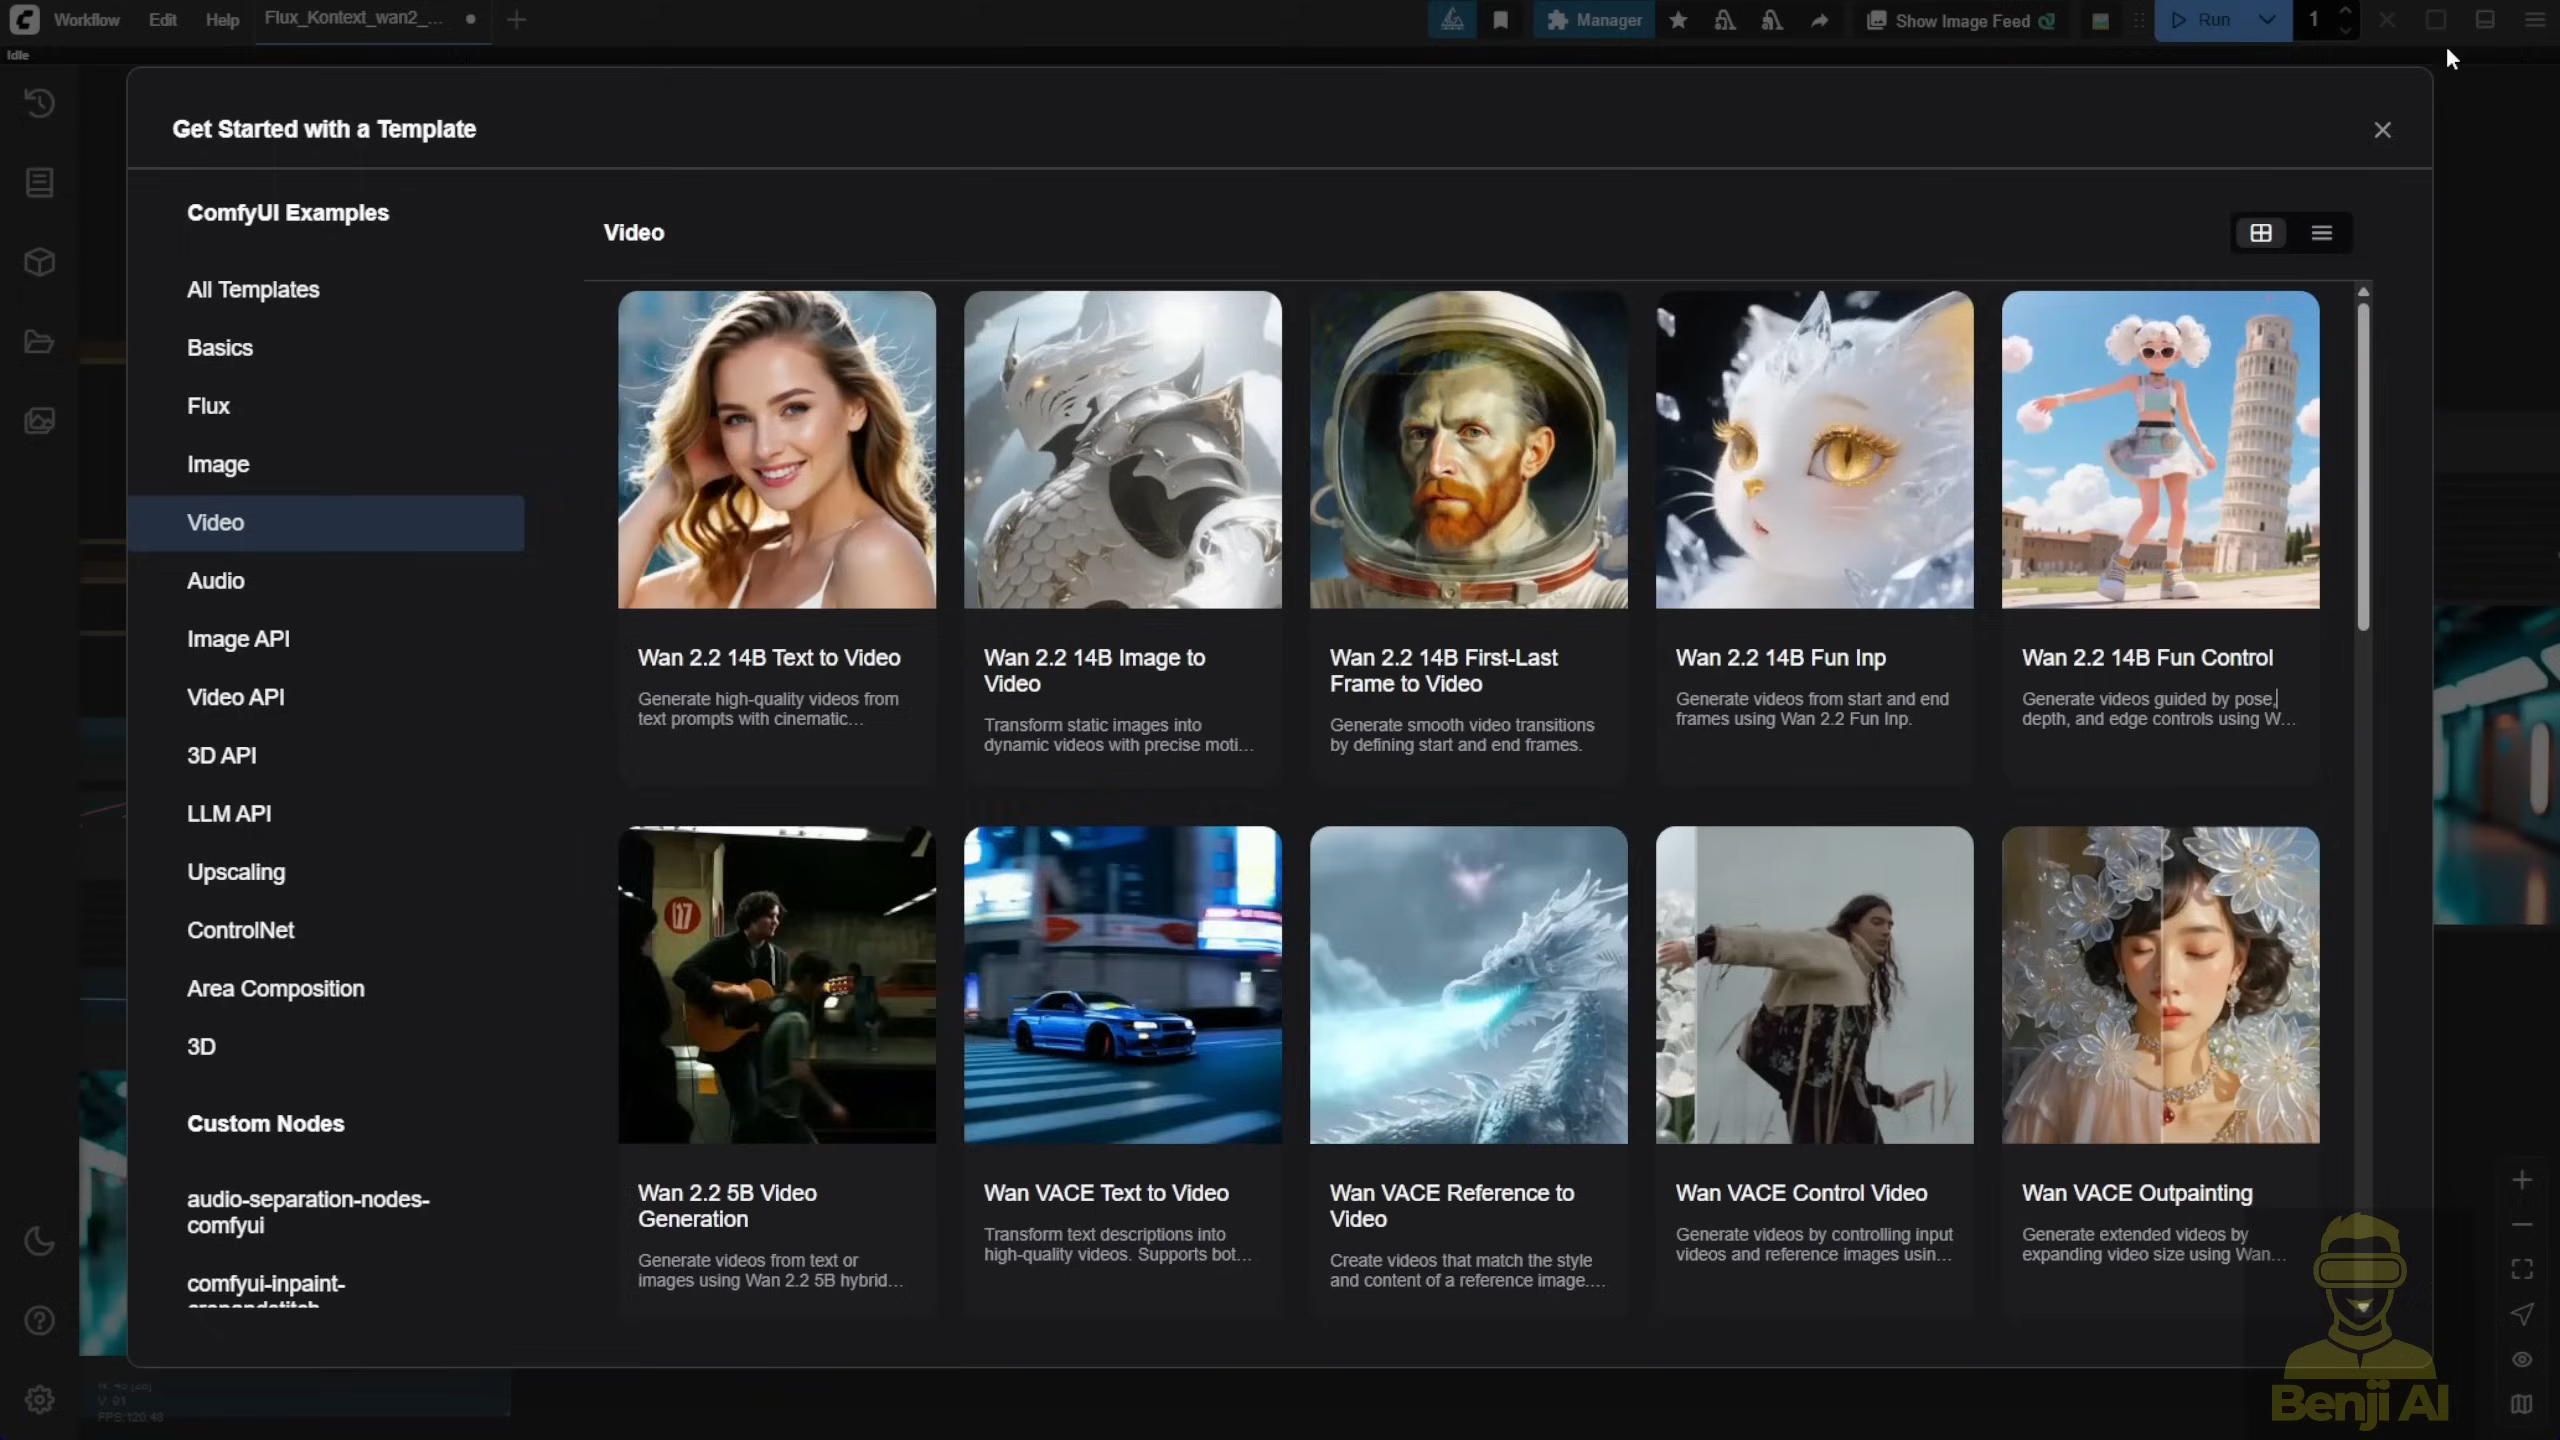 Workflow Edit Help Flux_Kontext_wan2_... Manager Show Image Feed Run 1
Idle
Get Started with a Template
ComfyUI Examples
All Templates
Basics
Flux
Image
Video
Audio
Image API
Video API
3D API
LLM API
Upscaling
ControlNet
Area Composition
3D
Custom Nodes
audio-separation-nodes-
comfyui
comfyui-inpaint-
Video
Wan 2.2 14B Text to Video
Generate high-quality videos from
text prompts with cinematic...
Wan 2.2 14B Image to
Video
Transform static images into
dynamic videos with precise moti...
Wan 2.2 14B First-Last
Frame to Video
Generate smooth video transitions
by defining start and end frames.
Wan 2.2 14B Fun Inp
Generate videos from start and end
frames using Wan 2.2 Fun Inp.
Wan 2.2 14B Fun Control
Generate videos guided by pose,
depth, and edge controls using W...
17
Wan 2.2 5B Video
Generation
Generate videos from text or
images using Wan 2.2 5B hybrid...
Wan VACE Text to Video
Transform text descriptions into
high-quality videos. Supports bot...
Wan VACE Reference to
Video
Create videos that match the style
and content of a reference image....
Wan VACE Control Video
Generate videos by controlling input
videos and reference images usin...
Wan VACE Outpainting
Generate extended videos by
expanding video size using Wan...
V: 91
FPS:120.48
Benji AI